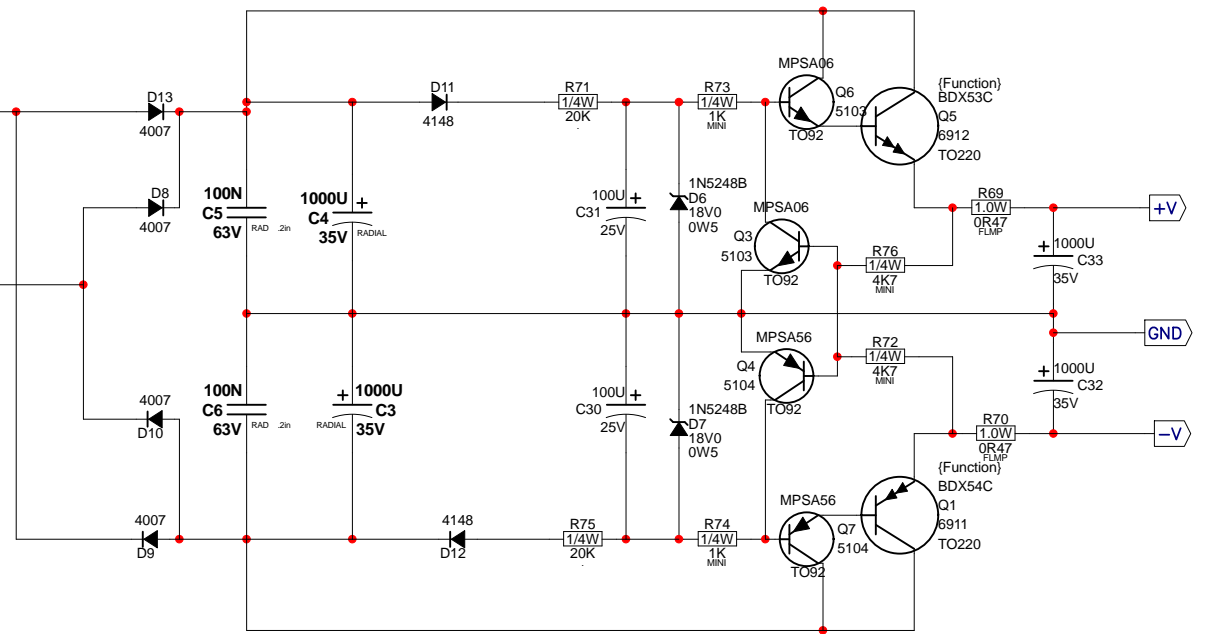 D13
4007
D8
4007
4007
D10
4007
D9
100N
C5
63V
RAD .2in
1000U
+
C4
35V
RADIAL
100N
C6
63V
RAD .2in
1000U
+
C3
35V
RADIAL
D11
4148
4148
D12
R71
1/4W
20K
.
R75
1/4W
20K
.
100U
+
C31
25V
100U
+
C30
25V
1N5248B
D6
18V0
0W5
1N5248B
D7
18V0
0W5
R73
1/4W
1K
MINI
R74
1/4W
1K
MINI
MPSA06
Q6
5103
TO92
MPSA06
Q3
5103
TO92
MPSA56
Q4
5104
TO92
MPSA56
Q7
5104
TO92
{Function}
BDX53C
Q5
6912
TO220
R76
1/4W
4K7
MINI
R72
1/4W
4K7
MINI
R69
1.0W
0R47
FLMP
R70
1.0W
0R47
FLMP
{Function}
BDX54C
Q1
6911
TO220
+
1000U
C33
35V
+
1000U
C32
35V
+V
GND
−V